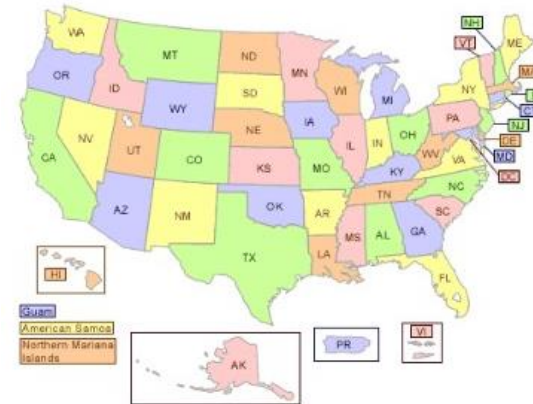 NH
WA
VT
ME
MT
ND
MN
OR
ID
SD
WI
NY
WY
MI
IA
PA
NJ
NE
NV
OH
DE
UT
IL
IN
WV
MD
CA
CO
VA
KS
MO
KY
DC
NC
TN
AZ
OK
NM
AR
SC
MS
AL
GA
TX
LA
FL
HI
Guam
American Samoa
Northern Mariana
Islands
AK
PR
VI